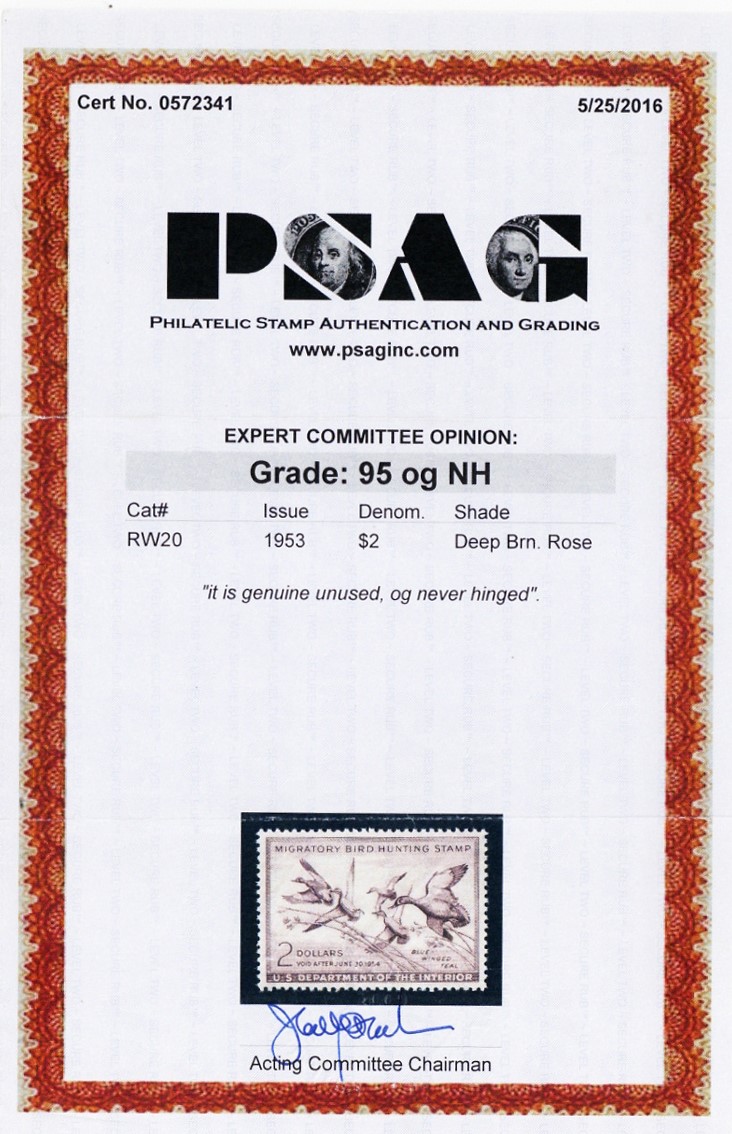 Cert No. 0572341 5/25/2016
PSAG
PHILATELIC STAMP AUTHENTICATION AND GRADING
www.psaginc.com
EXPERT COMMITTEE OPINION:
Grade: 95 og NH
Cat# Issue Denom. Shade
RW20 1953 $2 Deep Brn. Rose
"it is genuine unused, og never hinged".
MIGRATORY BIRD HUNTING STAMP
2 DOLLARS
VOID AFTER JUNE 30 1954
BLUE-
WINGED
TEAL
U.S. DEPARTMENT OF THE INTERIOR
Acting Committee Chairman